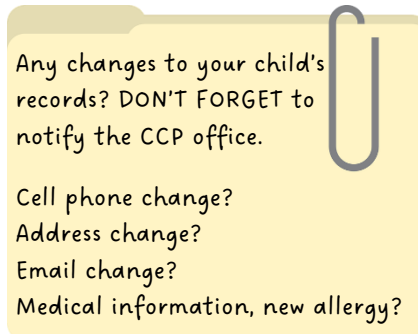 Any changes to your child's
records? DON'T FORGET to
notify the CCP office.
Cell phone change?
Address change?
Email change?
Medical information, new allergy?